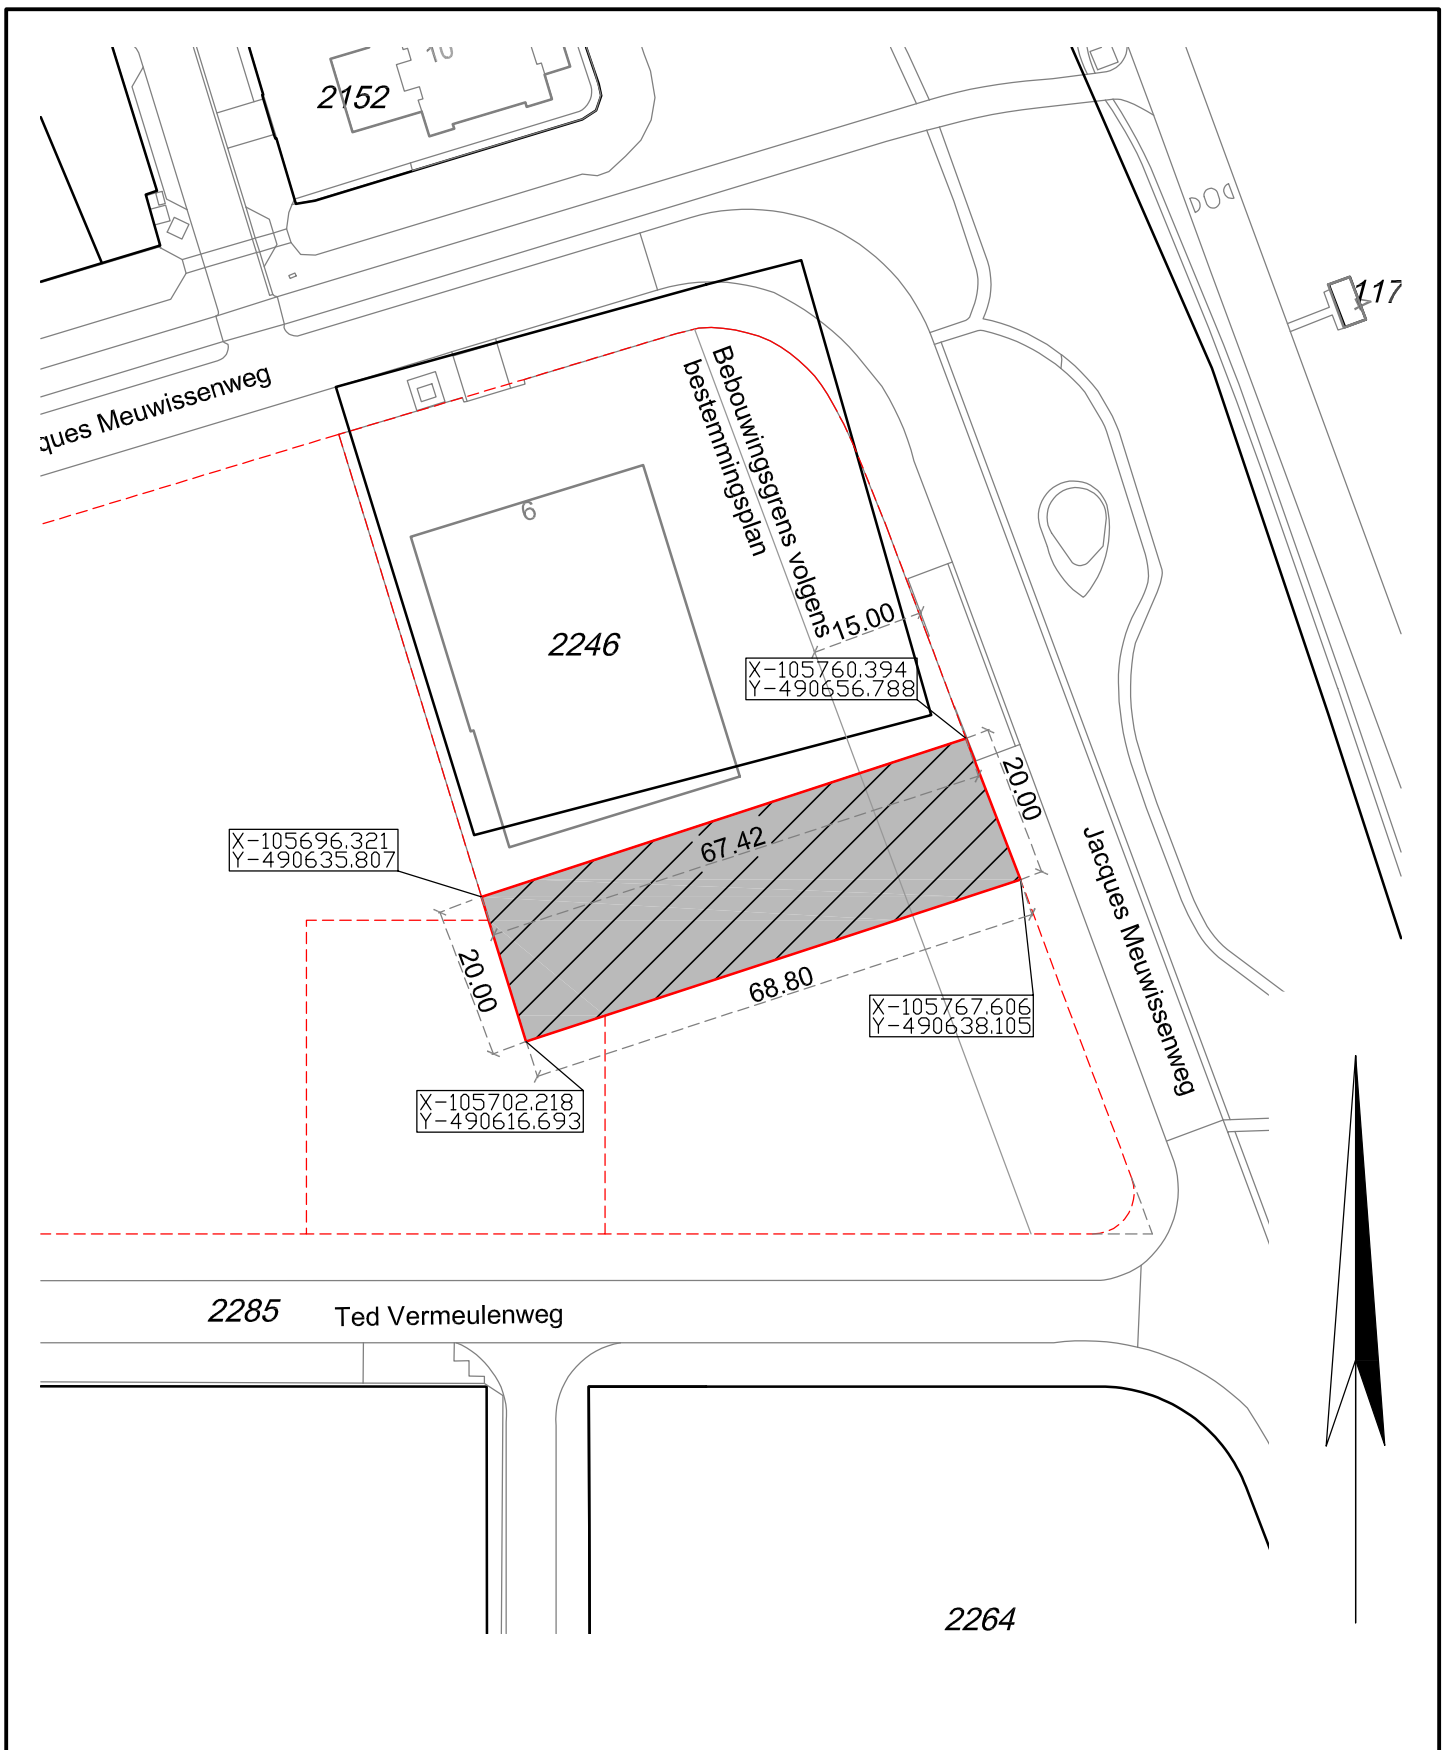 10
2152
117
ques Meuwissenweg
Bebouwingsgrens volgens
bestemmingsplan
6
15.00
2246
X-105760.394
Y-490656.788
20.00
67.42
X-105696.321
Y-490635.807
Jacques Meuwissenweg
20.00
68.80
X-105767.606
Y-490638.105
X-105702.218
Y-490616.693
2285
Ted Vermeulenweg
2264